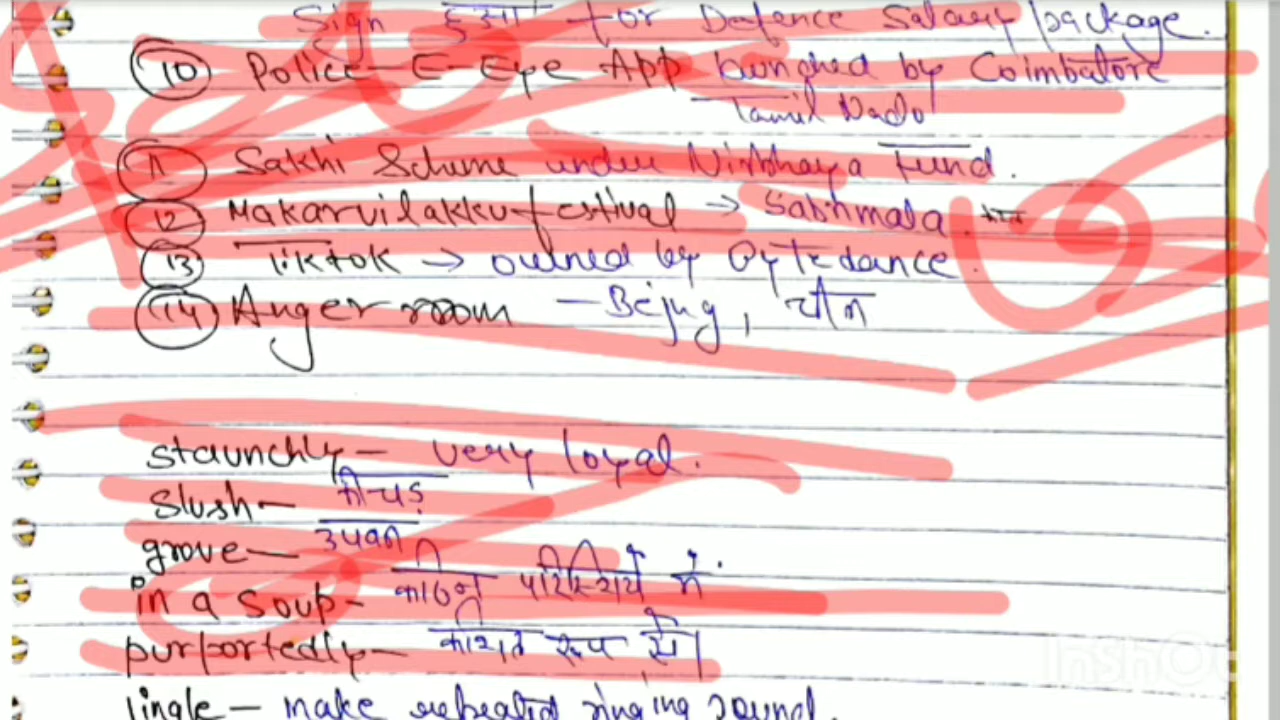 Sign हुआ for Defence Salary package.
10 Police E-Eye App launched by Coimbatore
Tamil Nadu
11 Sakhi Scheme under Nirbhaya Fund.
12 Makarvilakku festival → Sabrimala.
13 Tiktok → owned by Bytedance.
14 Anger room — Bejng, चीन
staunchly — very loyal.
Slush — कीचड़
grove — उपवन
in a soup - कठिन परिस्थिति में.
purportedly — कथित रूप से।
Jingle — make repeated ringing sound.
InShOt